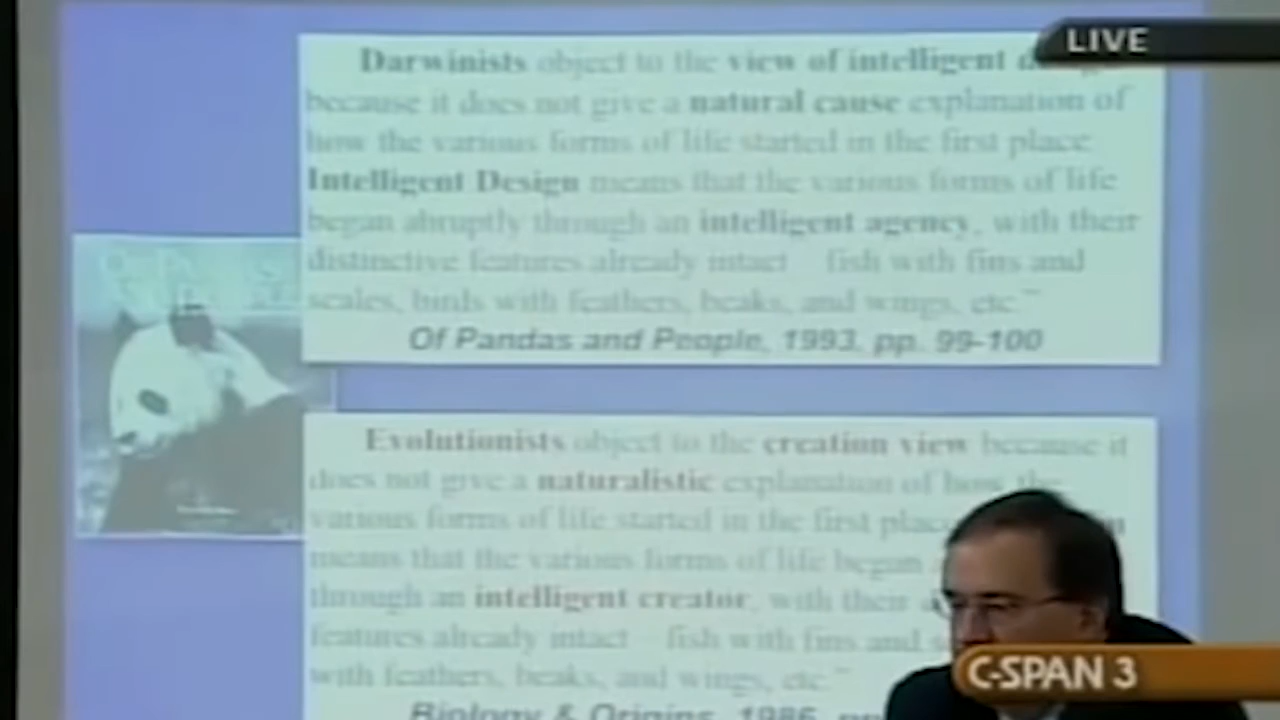 LIVE
Darwinists object to the view of intelligent
because it does not give a natural cause explanation of
how the various forms of life started in the first place.
Intelligent Design means that the various forms of life
began abruptly through an intelligent agency, with their
distinctive features already intact fish with fins and
scales, birds with feathers, beaks, and wings, etc."
Of Pandas and People, 1993, pp. 99-100
Evolutionists object to the creation view because it
does not give a naturalistic explanation of how the
various forms of life started in the first place
means that the various forms of life began
through an intelligent creator, with their
features already intact fish with fins and
with feathers, beaks, and wings, etc."
Biology & Origins, 1986,
C-SPAN 3